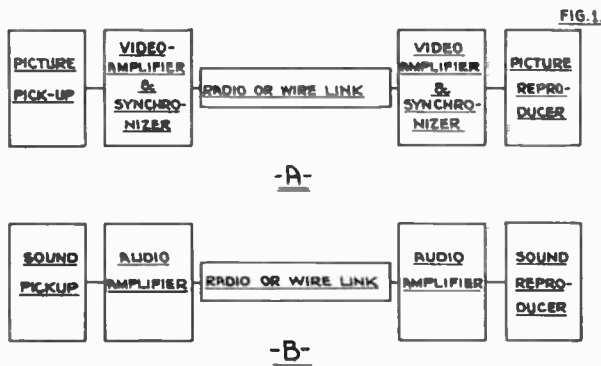 FIG. 1.
PICTURE
PICK-UP
VIDEO-
AMPLIFIER
&
SYNCHRO-
NIZER
RADIO OR WIRE LINK
VIDEO
AMPLIFIER
&
SYNCHRO-
NIZER
PICTURE
REPRO-
DUCER
-A-
SOUND
PICKUP
AUDIO
AMPLIFIER
RADIO OR WIRE LINK
AUDIO
AMPLIFIER
SOUND
REPRO-
DUCER
-B-